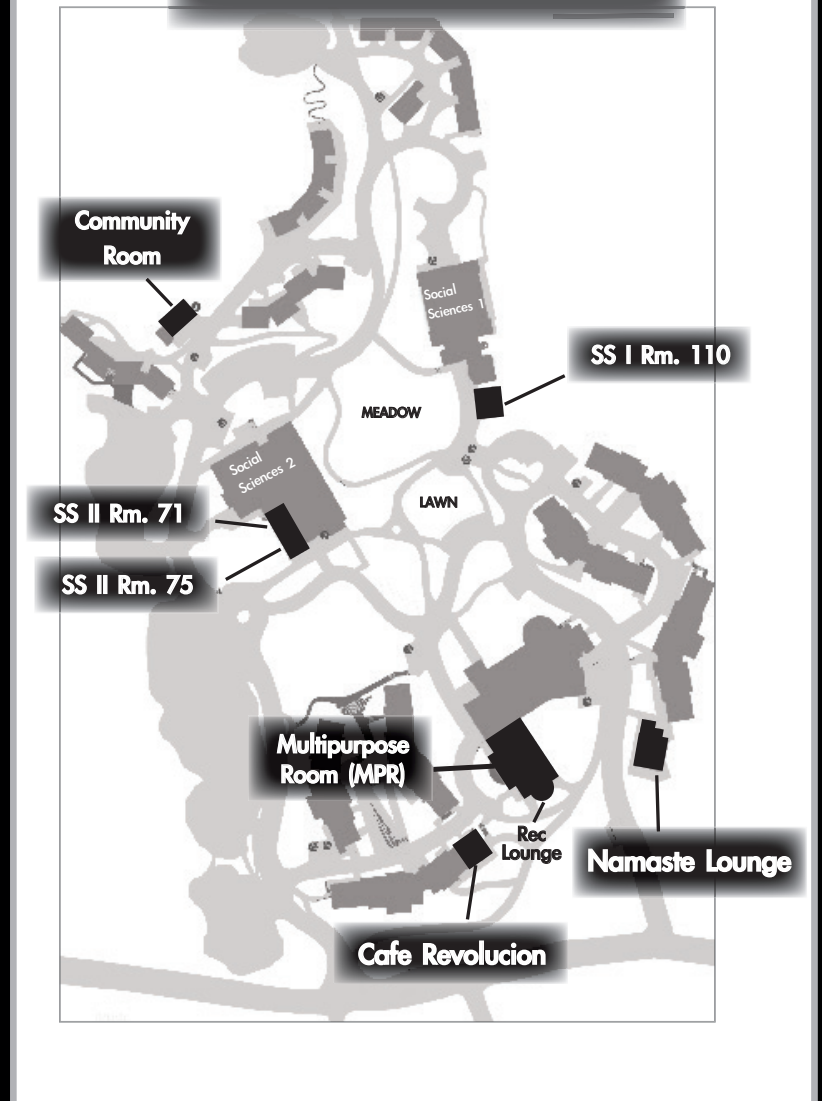 Community
Room
Social
Sciences 1
SS I Rm. 110
MEADOW
Social
Sciences 2
LAWN
SS II Rm. 71
SS II Rm. 75
Multipurpose
Room (MPR)
Rec
Lounge
Namaste Lounge
Cafe Revolucion